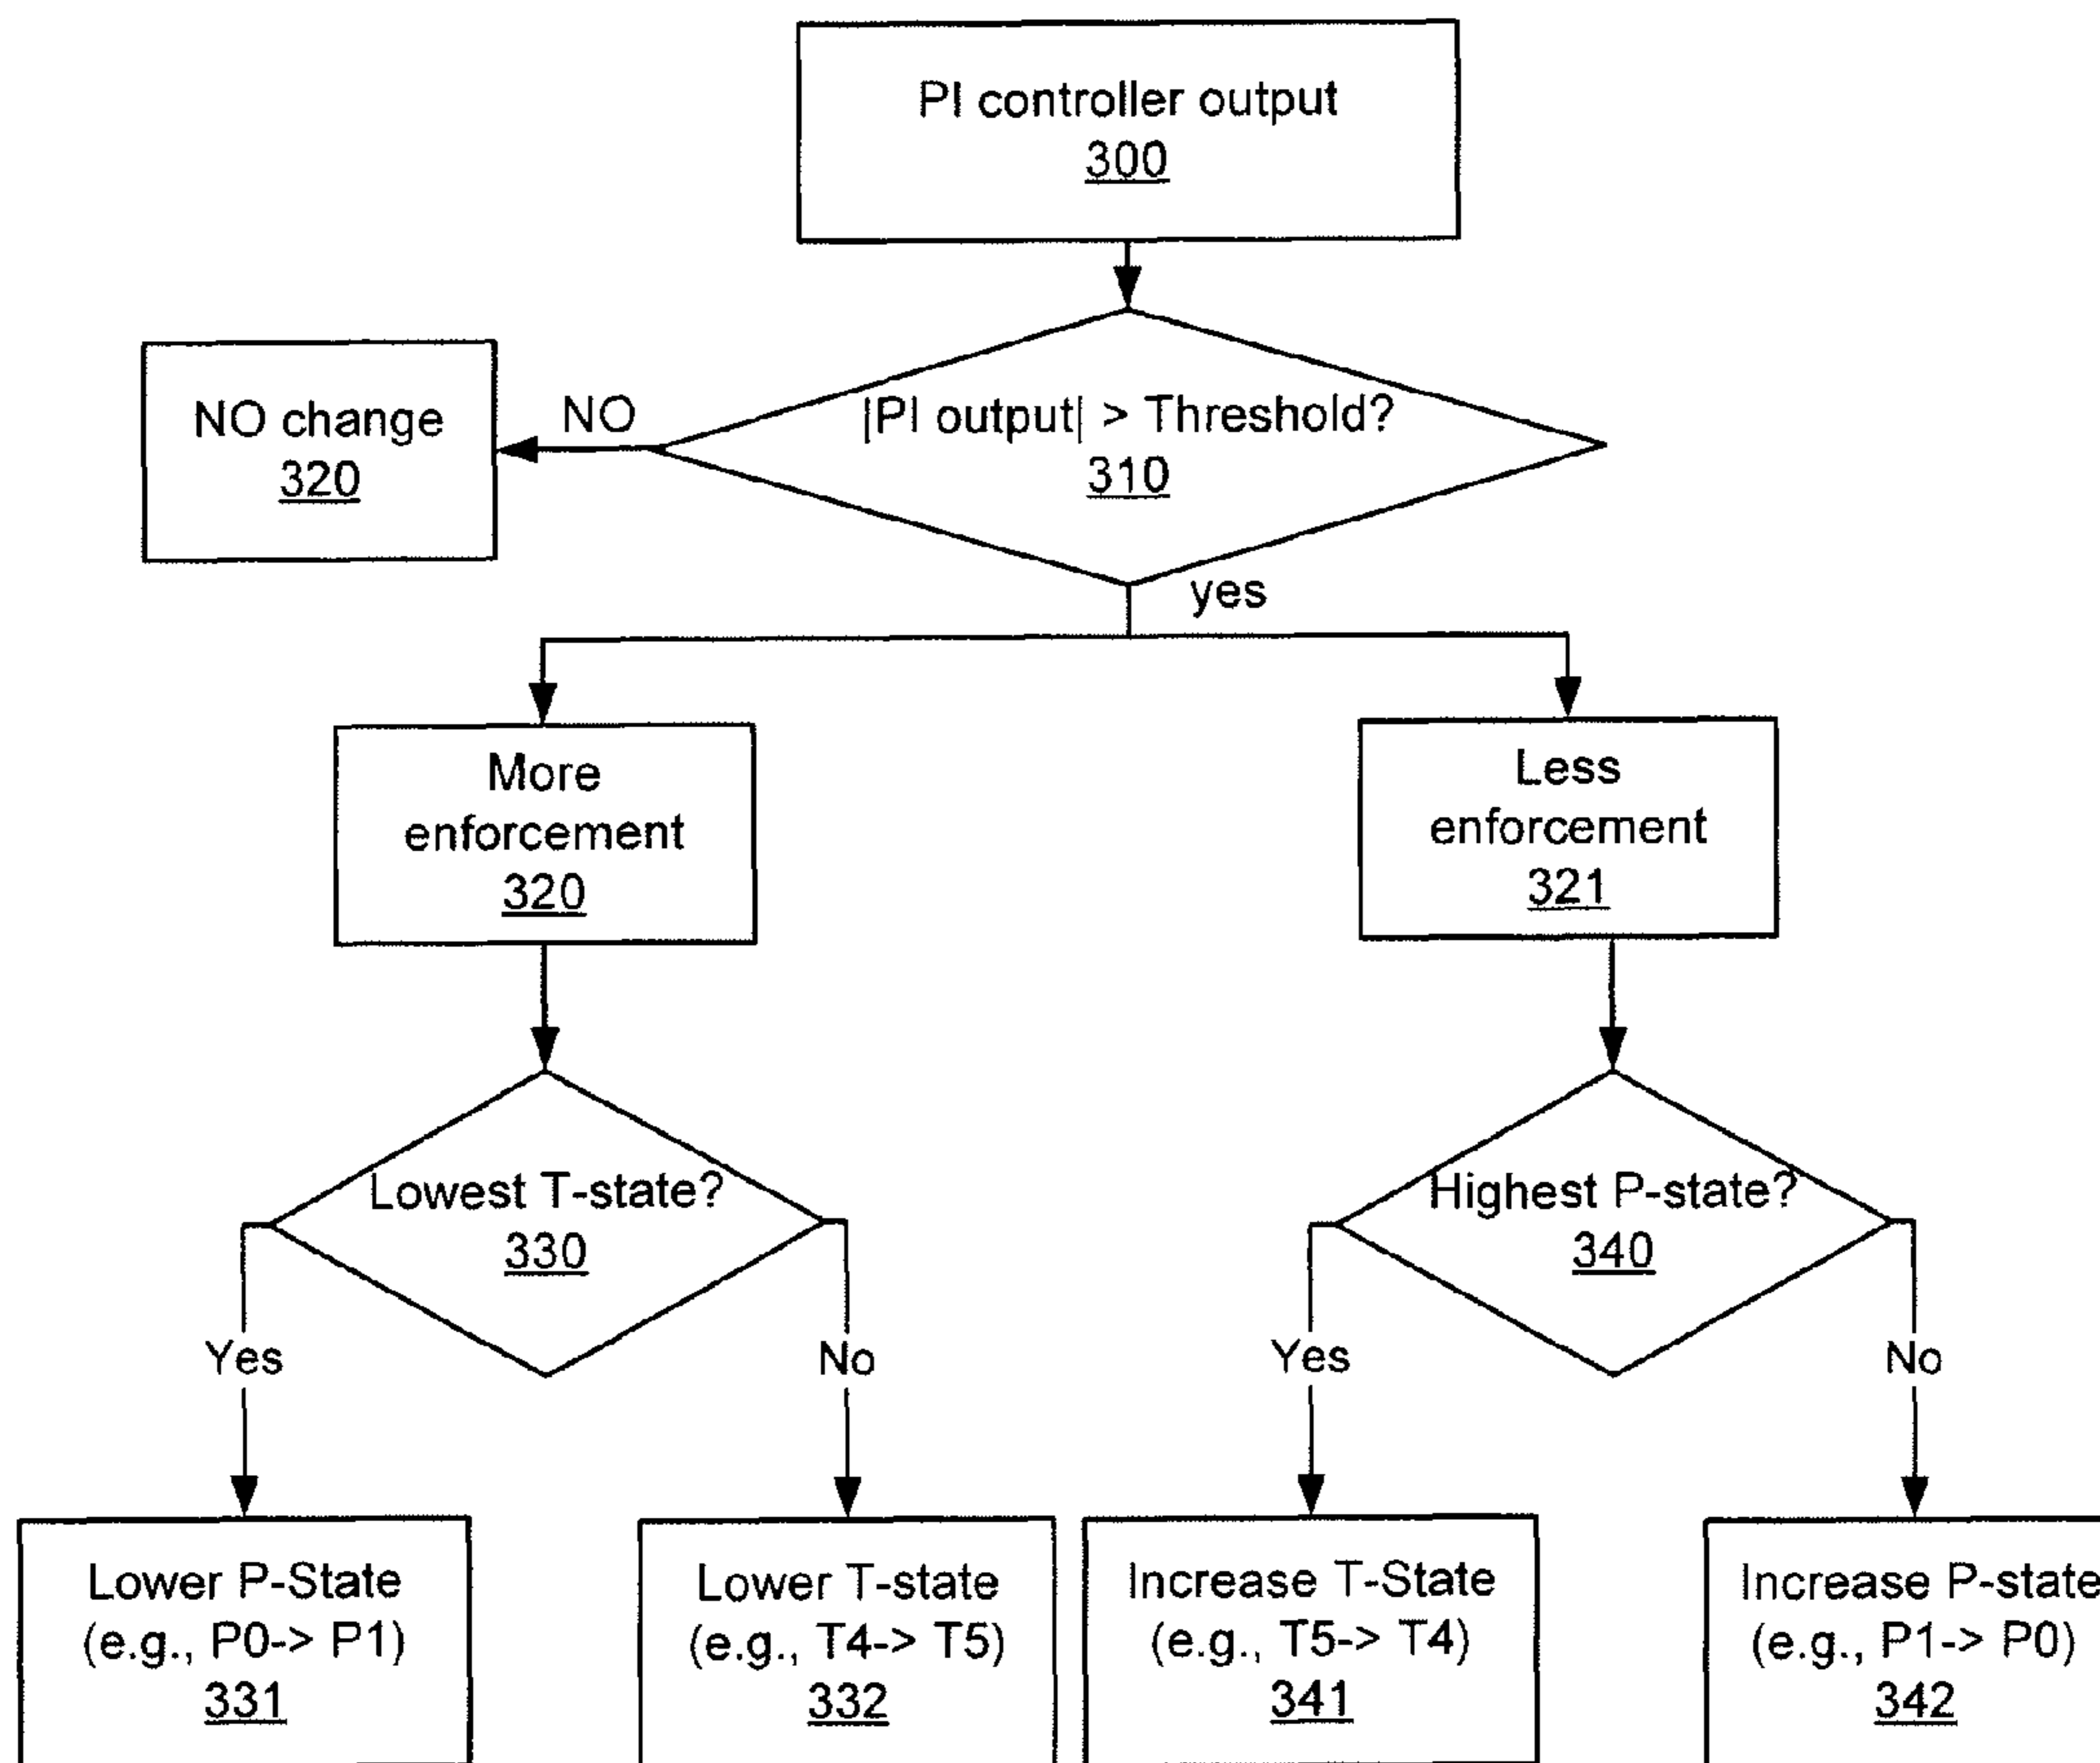 PI controller output
300
|PI output| > Threshold?
310
NO
NO change
320
yes
More
enforcement
320
Less
enforcement
321
Lowest T-state?
330
Highest P-state?
340
Yes
No
Yes
No
Lower P-State
(e.g., P0-> P1)
331
Lower T-state
(e.g., T4-> T5)
332
Increase T-State
(e.g., T5-> T4)
341
Increase P-state
(e.g., P1-> P0)
342